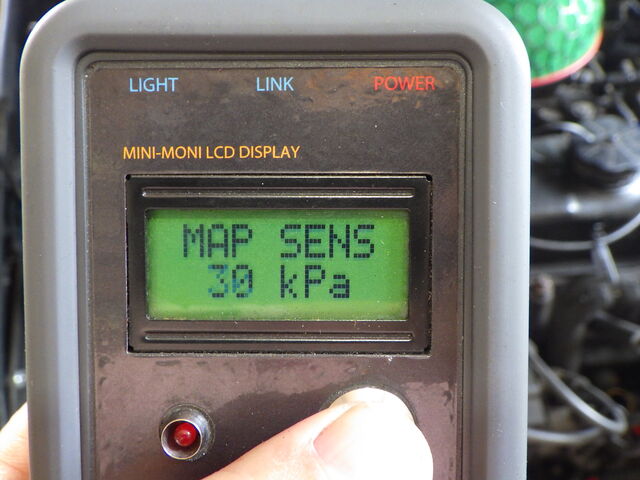 LIGHT LINK POWER
MINI-MONI LCD DISPLAY
MAP SENS
30 kPa